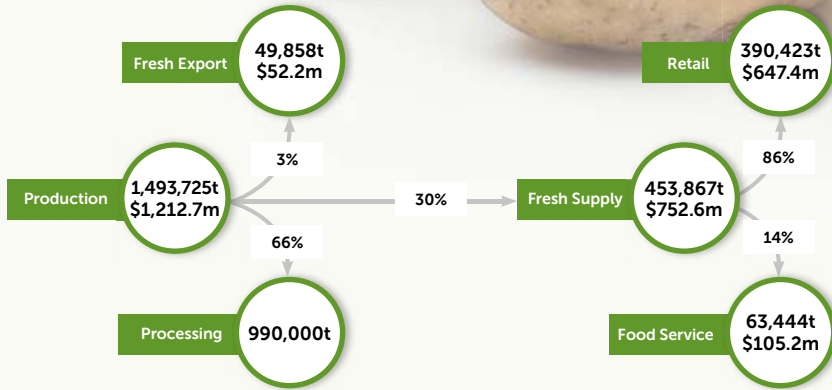 Fresh Export
49,858t
$52.2m
Retail
390,423t
$647.4m
3%
86%
Production
1,493,725t
$1,212.7m
30%
Fresh Supply
453,867t
$752.6m
66%
14%
Processing
990,000t
Food Service
63,444t
$105.2m